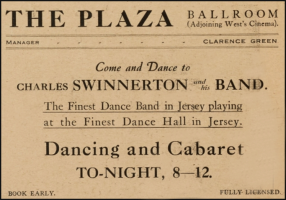 THE PLAZA BALLROOM
(Adjoining West's Cinema).
MANAGER - - - - - - CLARENCE GREEN
Come and Dance to
CHARLES SWINNERTON and his BAND.
The Finest Dance Band in Jersey playing
at the Finest Dance Hall in Jersey.
Dancing and Cabaret
TO-NIGHT, 8—12.
BOOK EARLY. FULLY LICENSED.